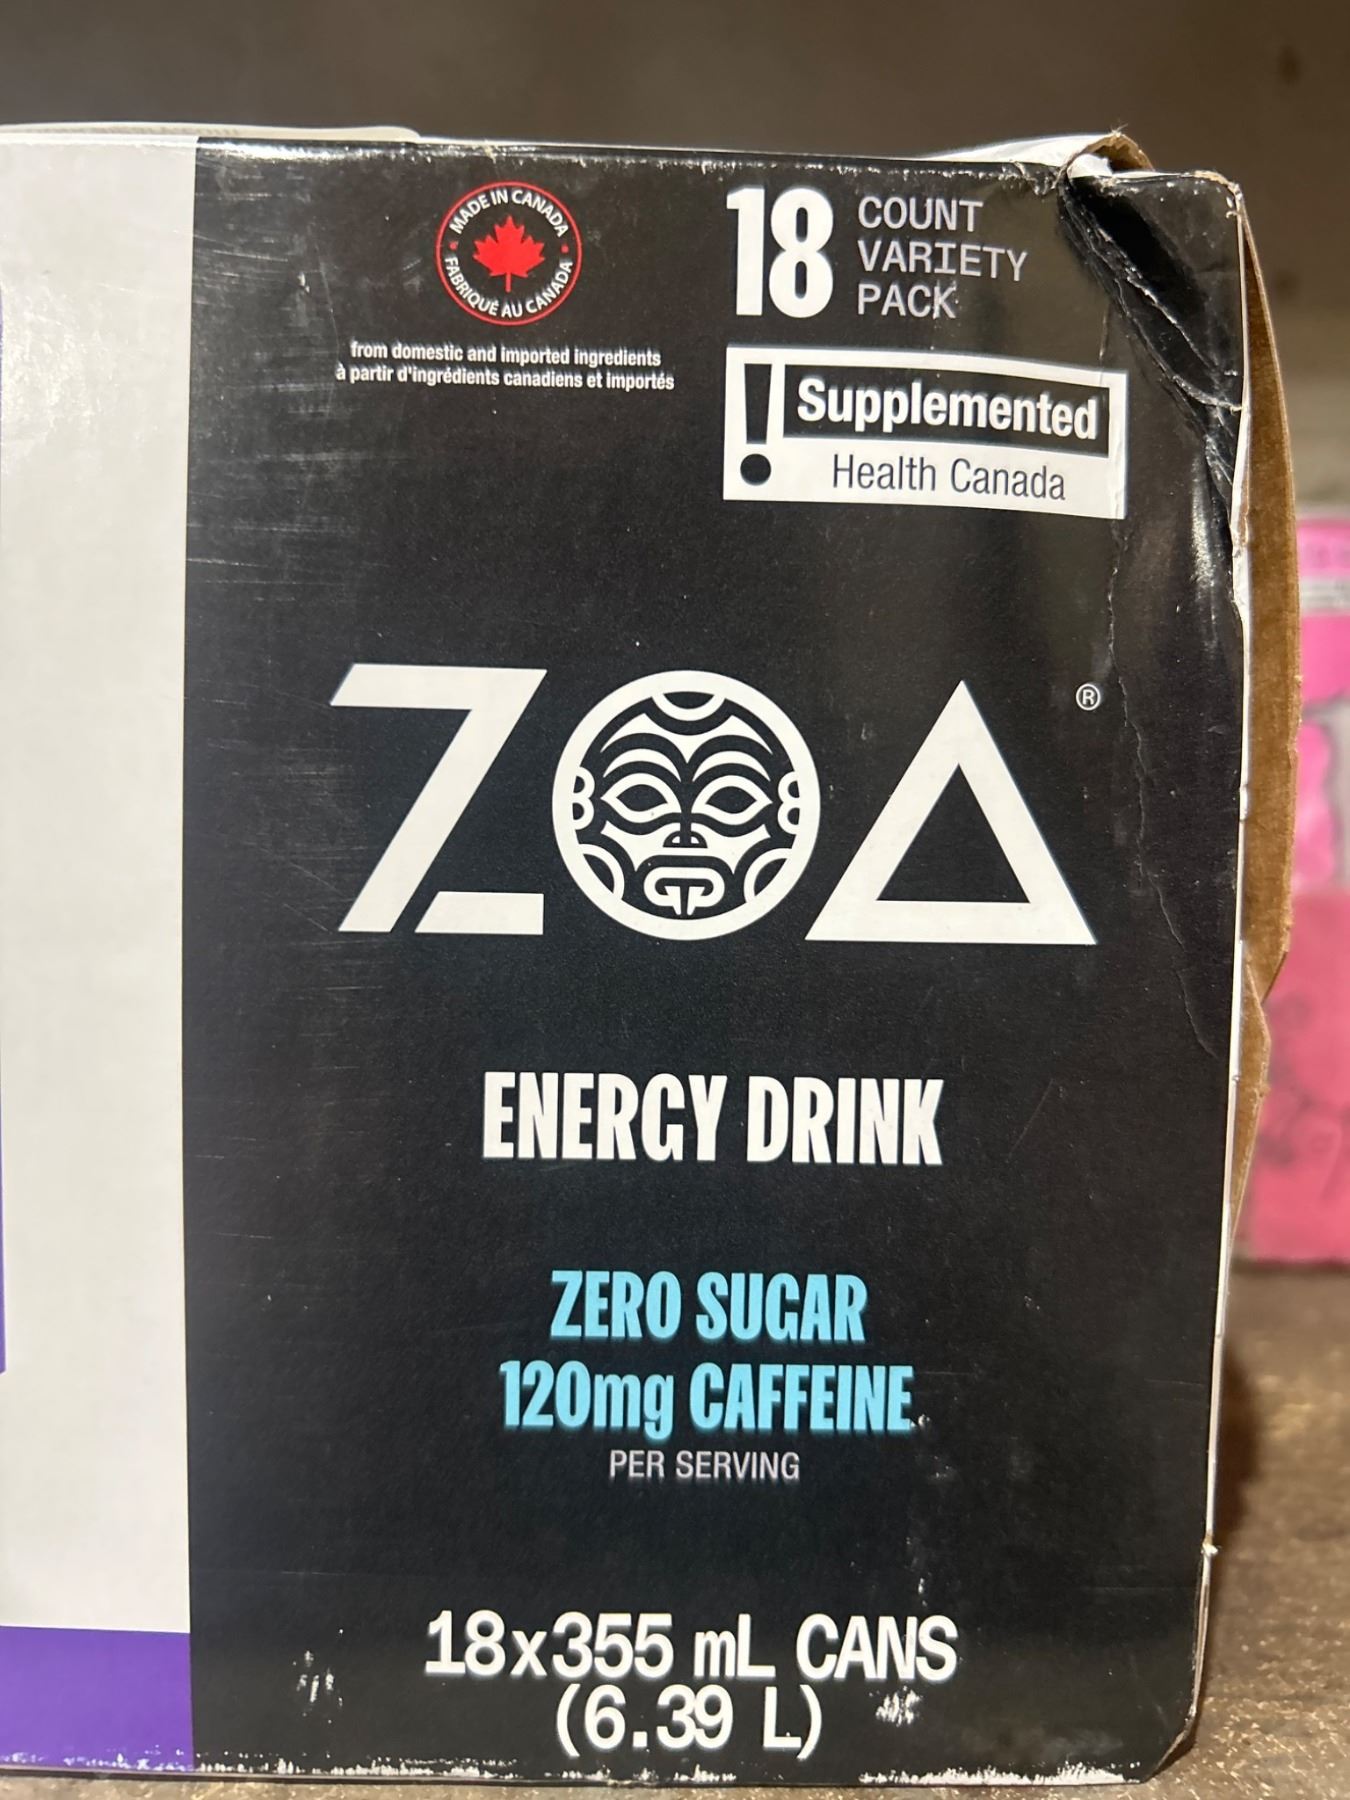 MADE IN CANADA
FABRIQUÉ AU CANADA
from domestic and imported ingredients
à partir d'ingrédients canadiens et importés
18 COUNT
VARIETY
PACK
! Supplemented
Health Canada
ZOA®
ENERGY DRINK
ZERO SUGAR
120mg CAFFEINE
PER SERVING
18x355 mL CANS
(6.39 L)